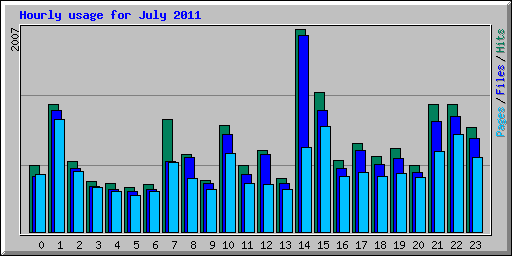 Hourly usage for July 2011
2007
Pages / Files / Hits
0 1 2 3 4 5 6 7 8 9 10 11 12 13 14 15 16 17 18 19 20 21 22 23